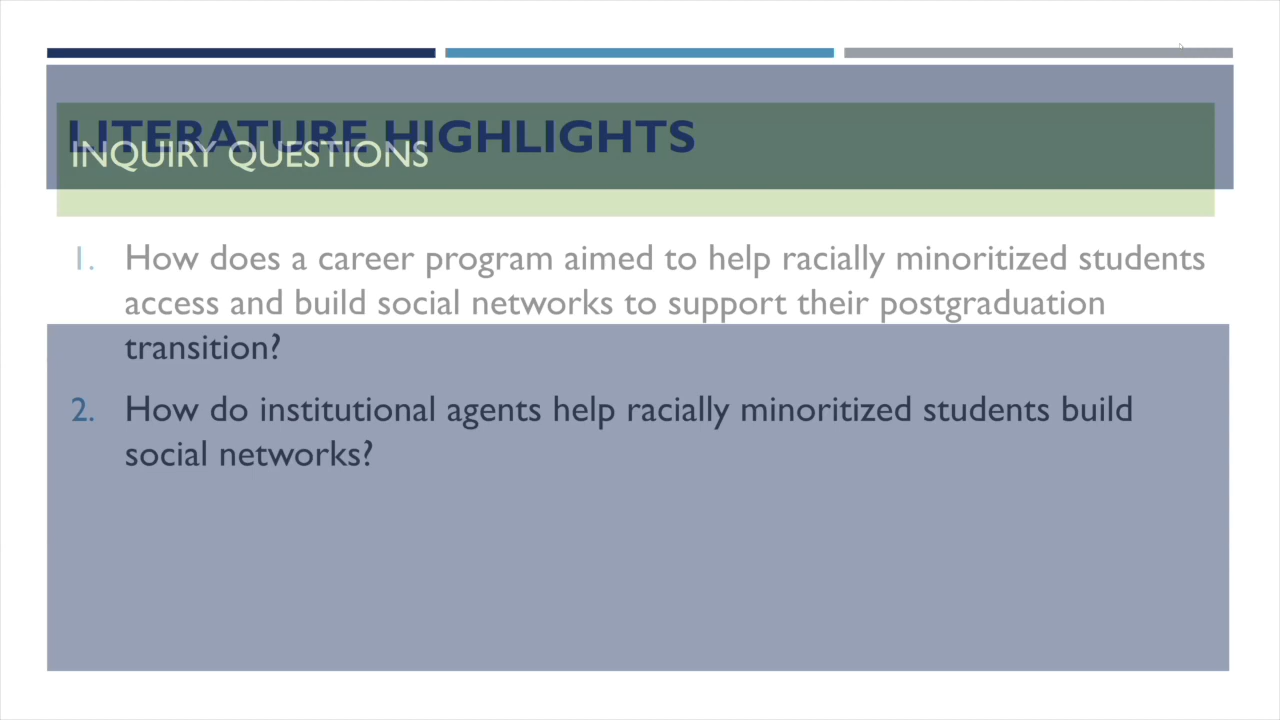 LITERATURE HIGHLIGHTS
INQUIRY QUESTIONS
1. How does a career program aimed to help racially minoritized students
access and build social networks to support their postgraduation
transition?
2. How do institutional agents help racially minoritized students build
social networks?